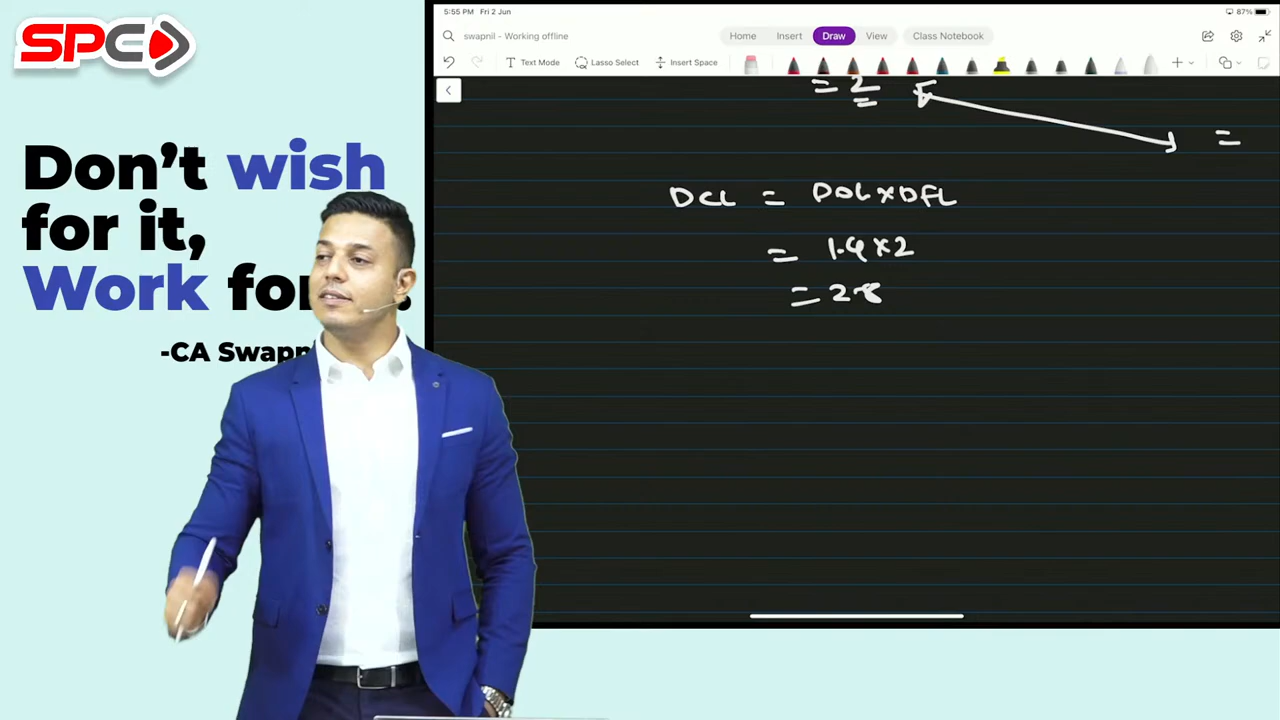 SPC
Don't wish
for it,
Work for
-CA Swapn
5:55 PM Fri 2 Jun
87%
swapnil - Working offline
Home Insert Draw View Class Notebook
Text Mode Lasso Select Insert Space
= 2
=
DCL = DOL×DFL
= 1.4×2
= 2.8